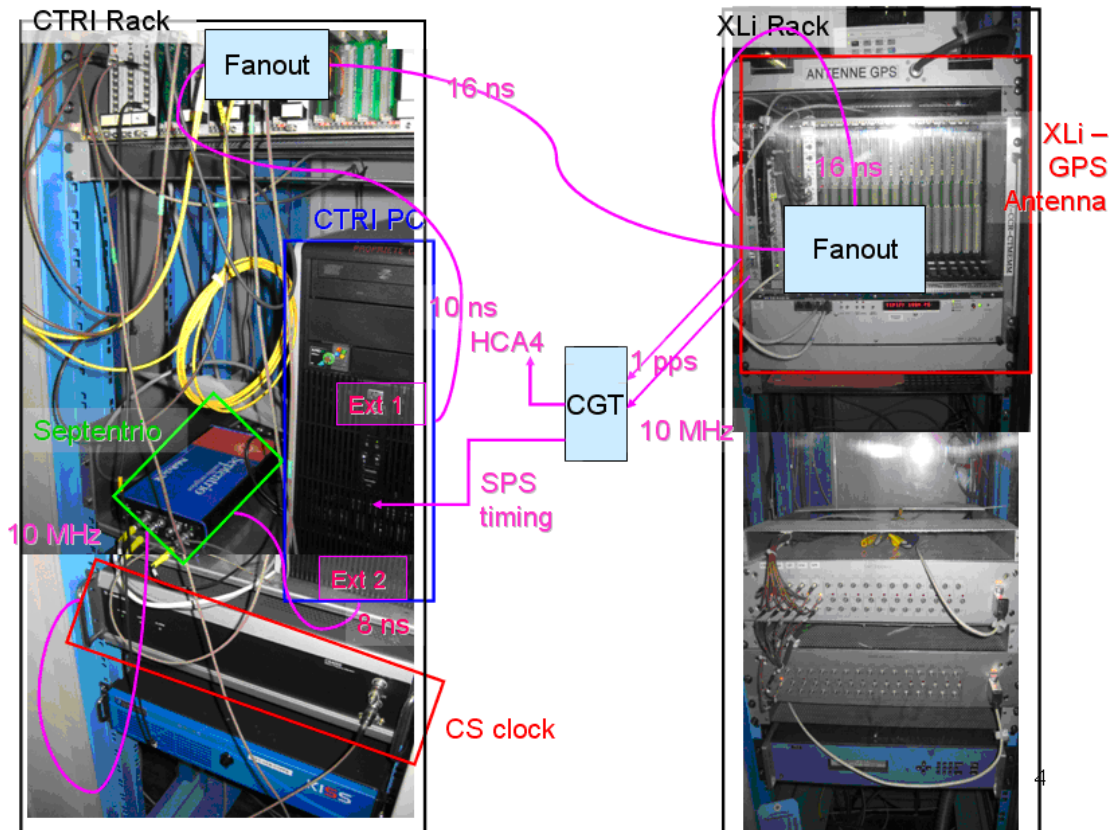 CTRI Rack
Fanout
16 ns
CTRI PC
10 ns
HCA4
Ext 1
CGT
1 pps
10 MHz
Septentrio
septentrio
SPS
timing
10 MHz
Ext 2
8 ns
CS clock
KISS
XLi Rack
ANTENNE GPS
XLi –
GPS
Antenna
16 ns
Fanout
4